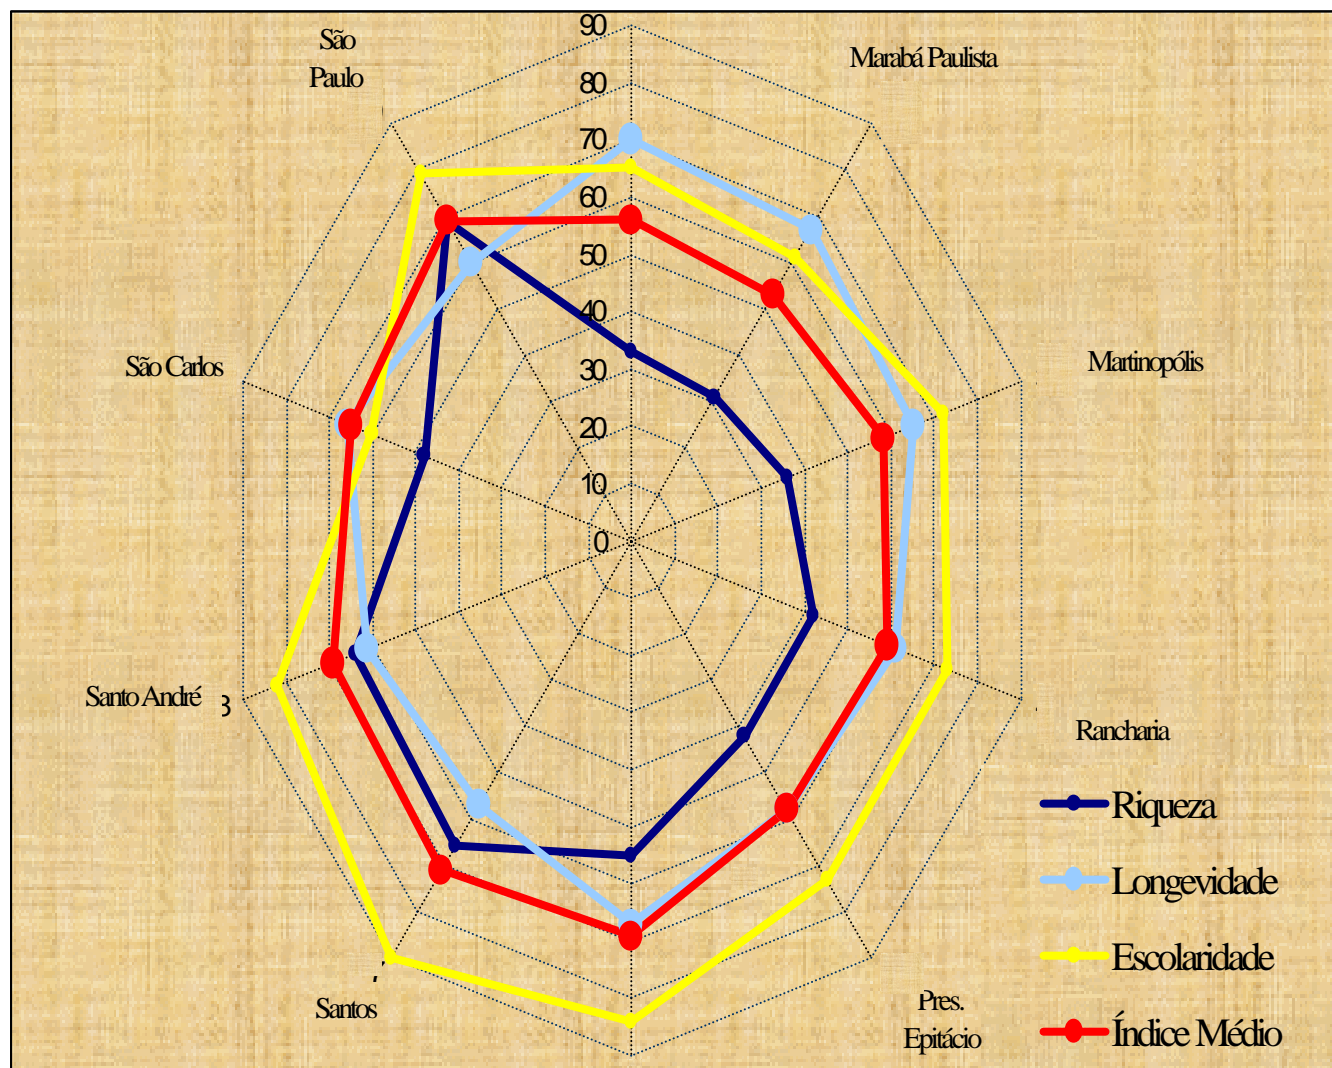 90
80
70
60
50
40
30
20
10
0
São
Paulo
Marabá Paulista
Martinopólis
Rancharia
Pres.
Epitácio
Santos
Santo André
São Carlos
Riqueza
Longevidade
Escolaridade
Índice Médio